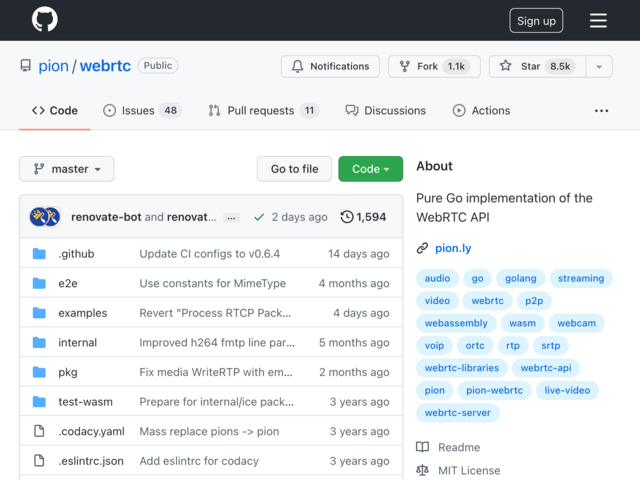 Sign up
pion / webrtc Public
Notifications Fork 1.1k Star 8.5k
Code Issues 48 Pull requests 11 Discussions Actions ...
master Go to file Code
renovate-bot and renovat... ... 2 days ago 1,594
.github Update CI configs to v0.6.4 14 days ago
e2e Use constants for MimeType 4 months ago
examples Revert "Process RTCP Pack... 4 days ago
internal Improved h264 fmtp line par... 5 months ago
pkg Fix media WriteRTP with em... 2 months ago
test-wasm Prepare for internal/ice pack... 3 years ago
.codacy.yaml Mass replace pions -> pion 3 years ago
.eslintrc.json Add eslintrc for codacy 3 years ago
About
Pure Go implementation of the
WebRTC API
pion.ly
audio go golang streaming
video webrtc p2p
webassembly wasm webcam
voip ortc rtp srtp
webrtc-libraries webrtc-api
pion pion-webrtc live-video
webrtc-server
Readme
MIT License